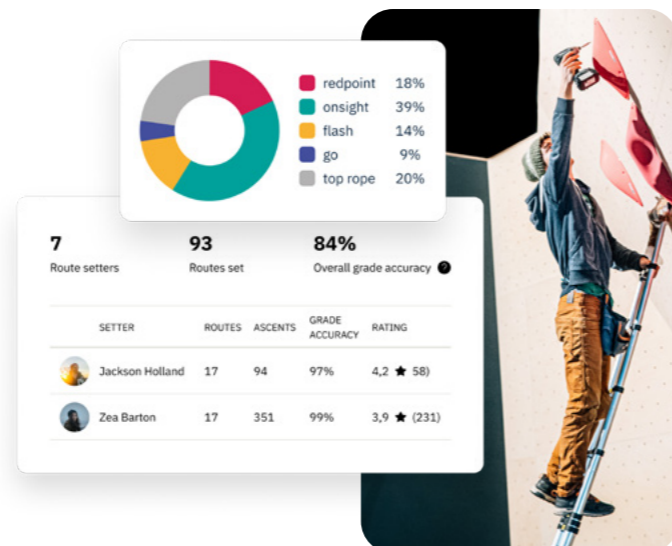 redpoint 18%
onsight 39%
flash 14%
go 9%
top rope 20%
7 93 84%
Route setters Routes set Overall grade accuracy ?
SETTER ROUTES ASCENTS GRADE ACCURACY RATING
Jackson Holland 17 94 97% 4,2 ★ 58)
Zea Barton 17 351 99% 3,9 ★ (231)